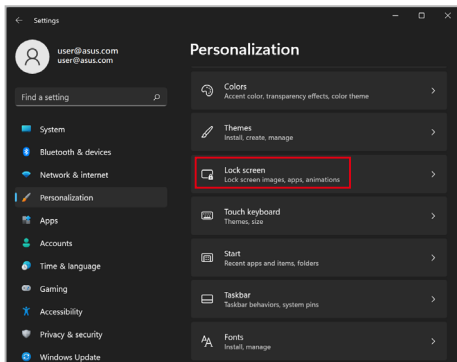 Settings
user@asus.com
user@asus.com
Find a setting
System
Bluetooth & devices
Network & internet
Personalization
Apps
Accounts
Time & language
Gaming
Accessibility
Privacy & security
Windows Update
Personalization
Colors
Accent color, transparency effects, color theme
Themes
Install, create, manage
Lock screen
Lock screen images, apps, animations
Touch keyboard
Themes, size
Start
Recent apps and items, folders
Taskbar
Taskbar behaviors, system pins
Fonts
Install, manage